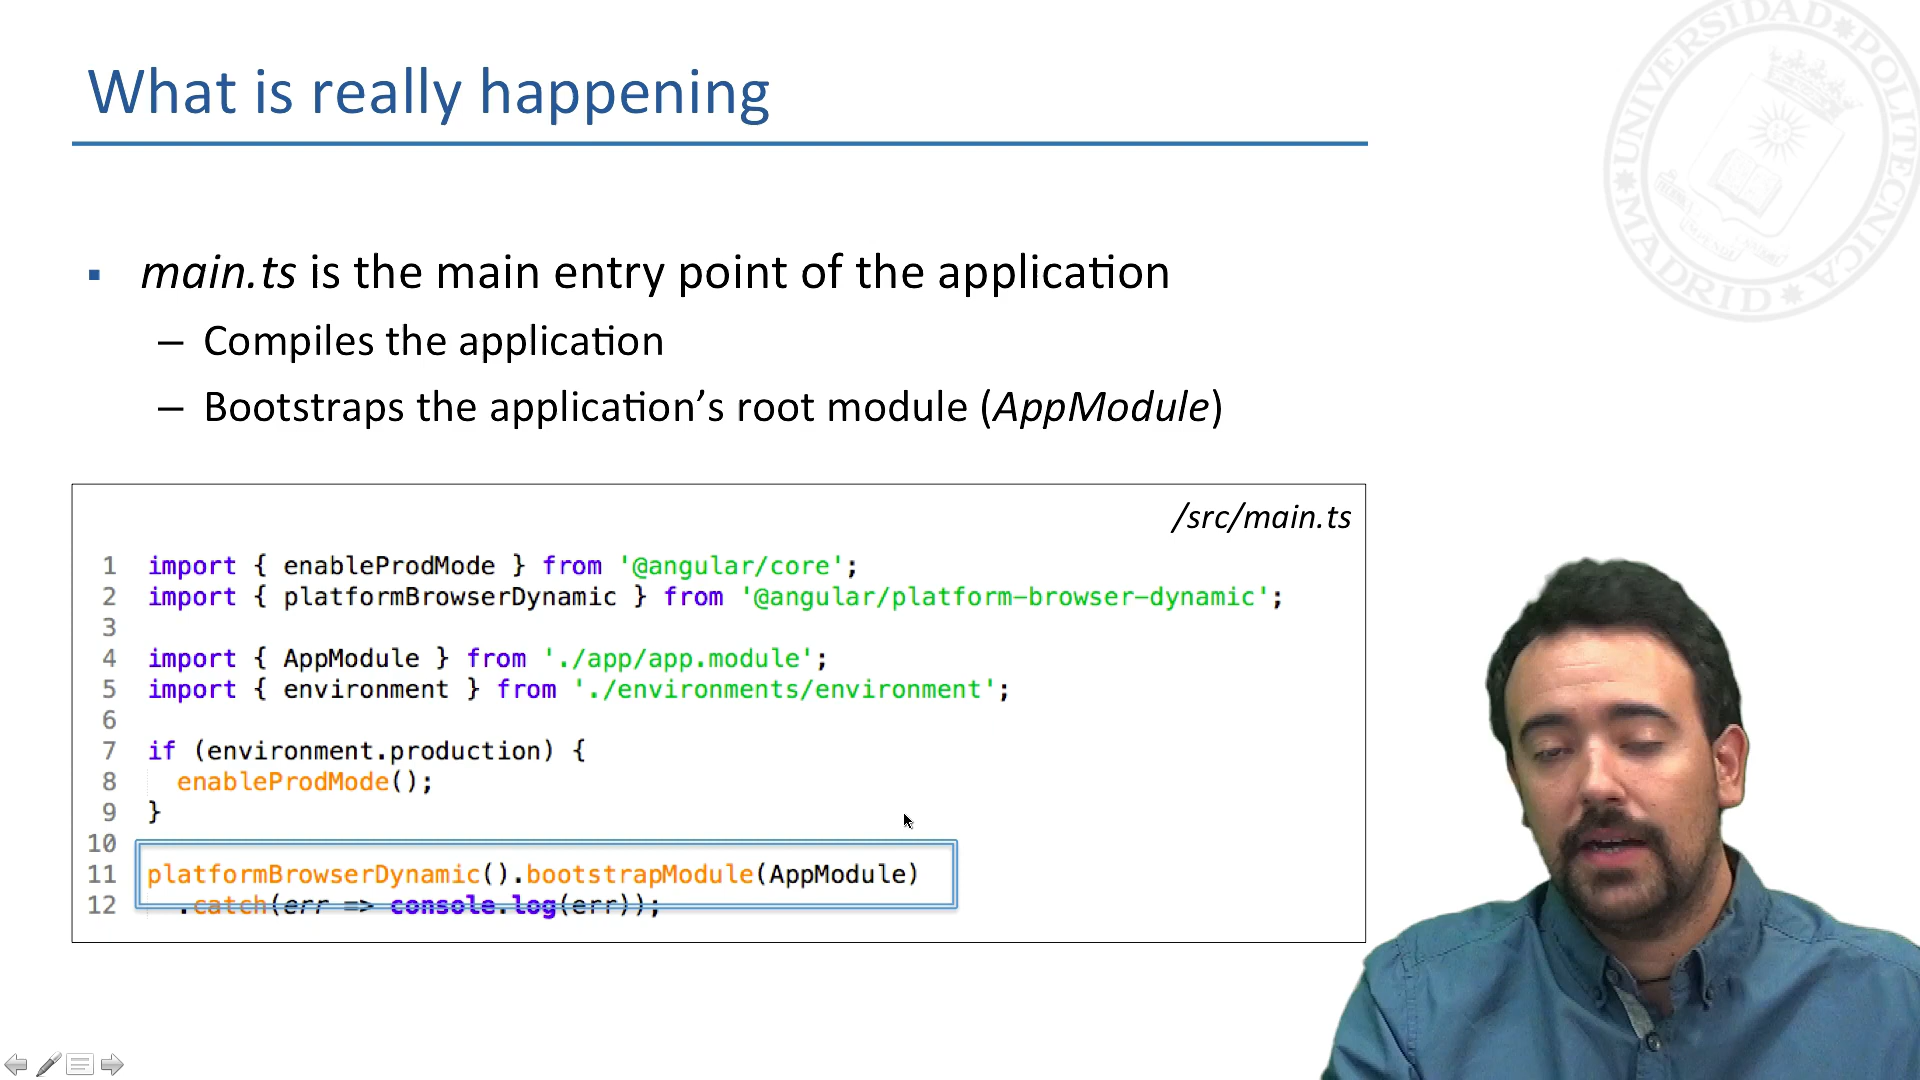 What is really happening
UNIVERSIDAD POLITECNICA
MADRID
▪ main.ts is the main entry point of the application
– Compiles the application
– Bootstraps the application’s root module (AppModule)
/src/main.ts
1 import { enableProdMode } from '@angular/core';
2 import { platformBrowserDynamic } from '@angular/platform-browser-dynamic';
3
4 import { AppModule } from './app/app.module';
5 import { environment } from './environments/environment';
6
7 if (environment.production) {
8 enableProdMode();
9 }
10
11 platformBrowserDynamic().bootstrapModule(AppModule)
12 .catch(err => console.log(err));